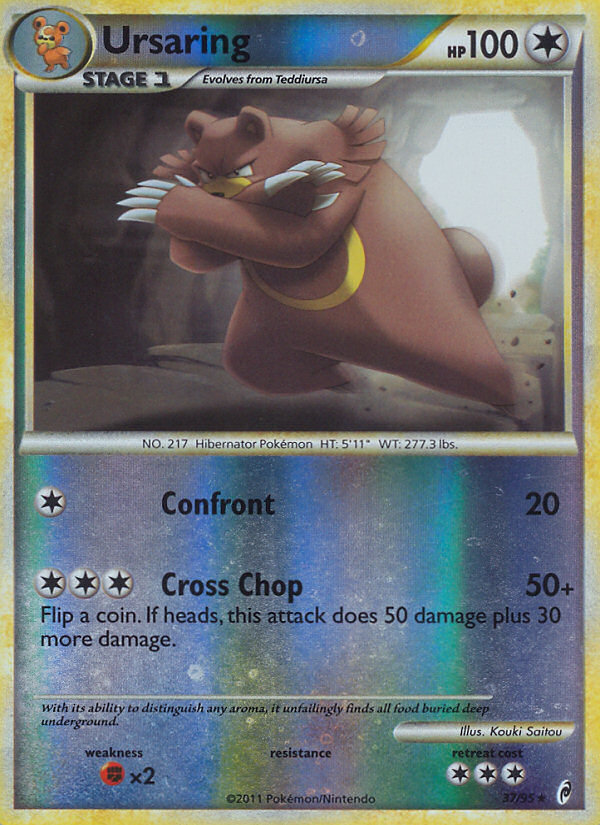 Ursaring
HP100
STAGE 1
Evolves from Teddiursa
NO. 217 Hibernator Pokémon HT: 5'11" WT: 277.3 lbs.
Confront 20
Cross Chop 50+
Flip a coin. If heads, this attack does 50 damage plus 30
more damage.
With its ability to distinguish any aroma, it unfailingly finds all food buried deep
underground.
Illus. Kouki Saitou
weakness resistance retreat cost
×2
©2011 Pokémon/Nintendo 37/95★